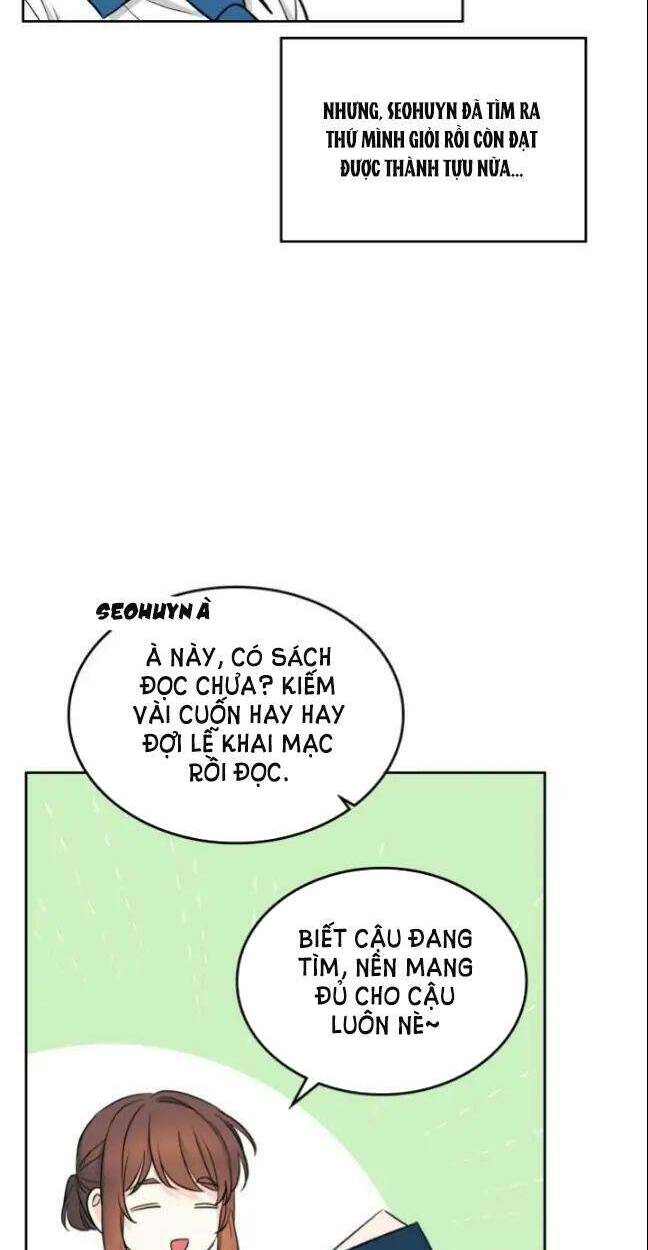 NHƯNG, SEOHUYN ĐÃ TÌM RA
THỨ MÌNH GIỎI RỒI CÒN ĐẠT
ĐƯỢC THÀNH TỰU NỮA...
SEOHUYN À
À NÀY, CÓ SÁCH
ĐỌC CHƯA? KIẾM
VÀI CUỐN HAY HAY
ĐỢI LỄ KHAI MẠC
RỒI ĐỌC.
BIẾT CẬU ĐANG
TÌM, NÊN MANG
ĐỦ CHO CẬU
LUÔN NÈ~